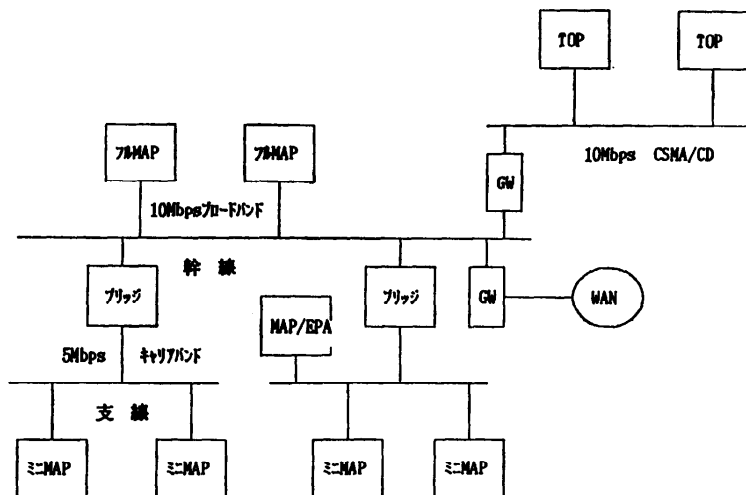 TOP
TOP
10Mbps CSMA/CD
GW
ﾌﾙMAP
ﾌﾙMAP
10Mbpsﾌﾞﾛｰﾄﾞﾊﾞﾝﾄﾞ
幹 線
ﾌﾞﾘｯｼﾞ
ﾌﾞﾘｯｼﾞ
GW
WAN
MAP/EPA
5Mbps ｷｬﾘｱﾊﾞﾝﾄﾞ
支 線
ﾐﾆMAP
ﾐﾆMAP
ﾐﾆMAP
ﾐﾆMAP